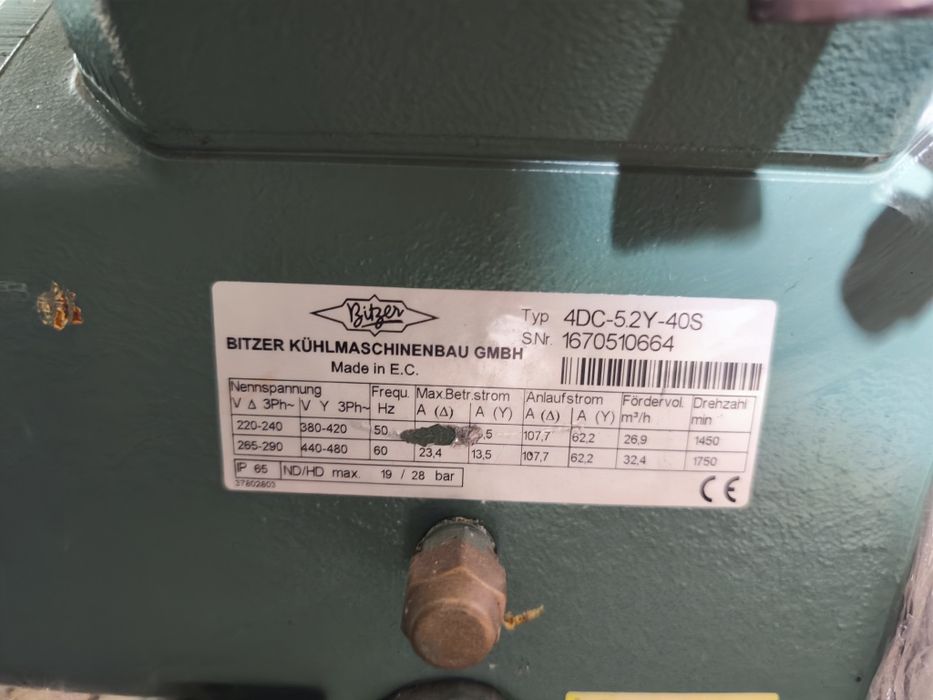 Bitzer
BITZER KÜHLMASCHINENBAU GMBH
Made in E.C.
Typ 4DC-5.2Y-40S
S.Nr. 1670510664
Nennspannung Frequ. Max.Betr.strom Anlaufstrom Fördervol. Drehzahl
V Δ 3Ph~ V Y 3Ph~ Hz A (Δ) A (Y) A (Δ) A (Y) m³/h min
220-240 380-420 50 ,5 107,7 62,2 26,9 1450
265-290 440-480 60 23,4 13,5 107,7 62,2 32,4 1750
IP 65 ND/HD max. 19 / 28 bar
37802803
CE